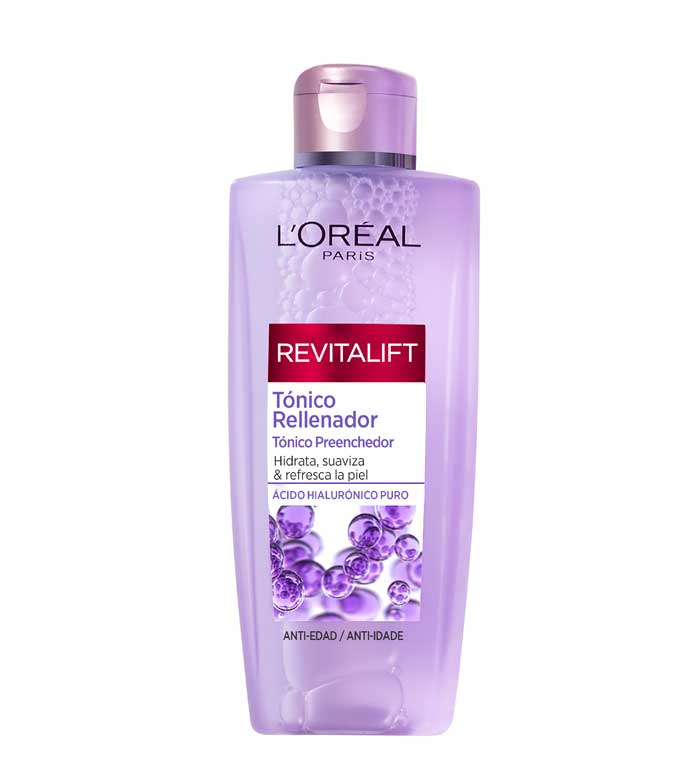 L'ORÉAL
PARiS
REVITALIFT
Tónico
Rellenador
Tónico Preenchedor
Hidrata, suaviza
& refresca la piel
ÁCIDO HIALURÓNICO PURO
ANTI-EDAD / ANTI-IDADE